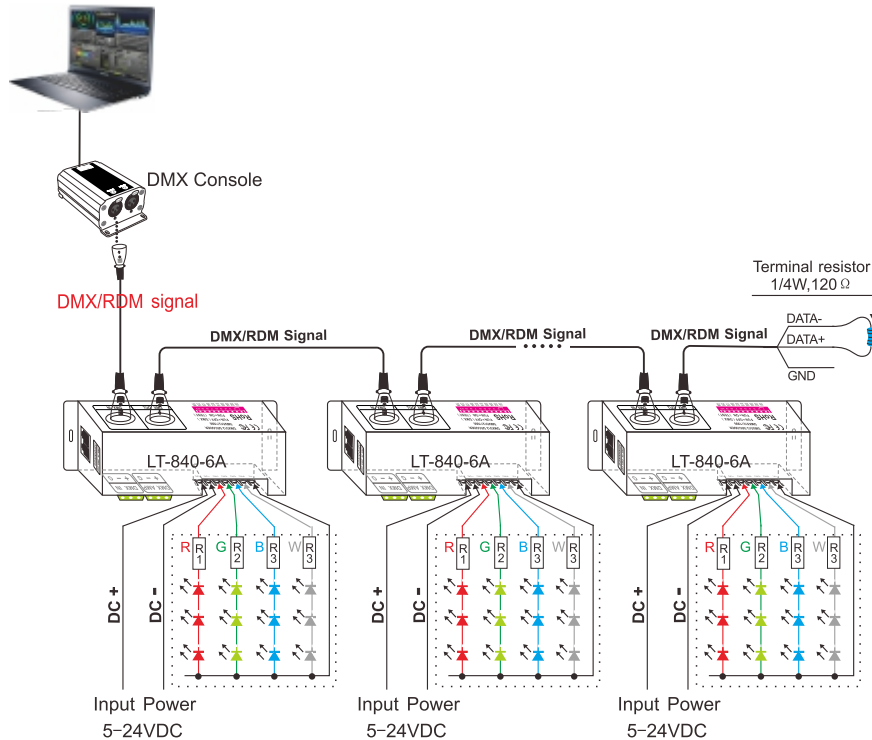 DMX Console
DMX/RDM signal
Terminal resistor
1/4W,120 Ω
DATA-
DATA+
GND
DMX/RDM Signal
DMX/RDM Signal
DMX/RDM Signal
LT-840-6A
LT-840-6A
LT-840-6A
R R1 G R2 B R3 W R3
R R1 G R2 B R3 W R3
R R1 G R2 B R3 W R3
DC +
DC -
DC +
DC -
DC +
DC -
Input Power
5-24VDC
Input Power
5-24VDC
Input Power
5-24VDC